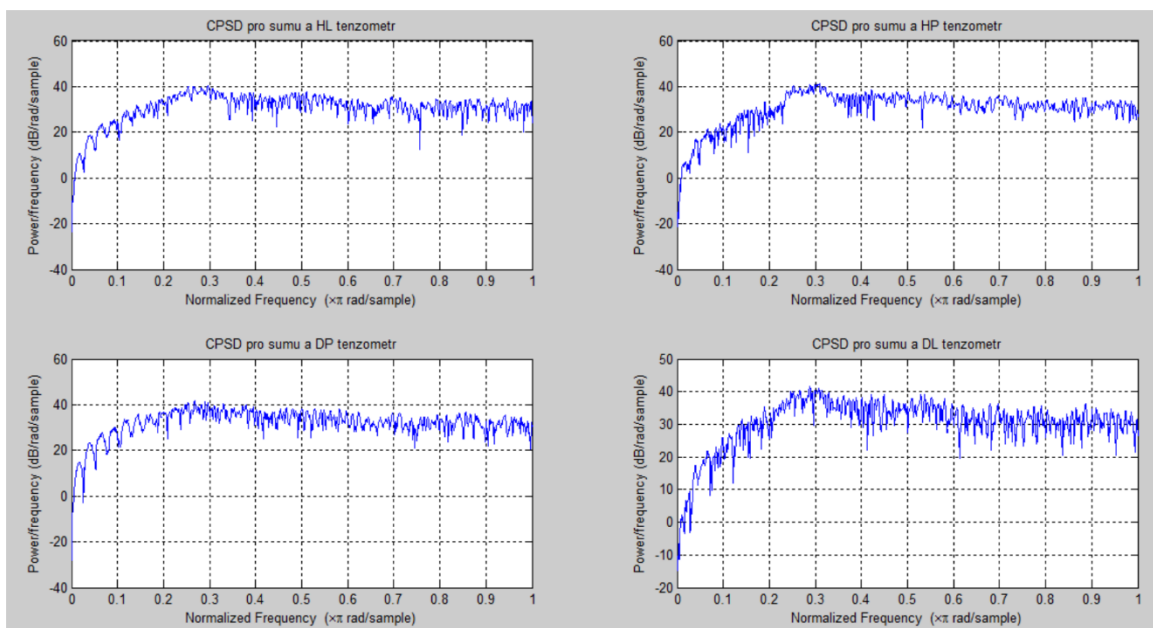 CPSD pro sumu a HL tenzometr
60
40
20
0
-20
-40
Power/frequency (dB/rad/sample)
0 0.1 0.2 0.3 0.4 0.5 0.6 0.7 0.8 0.9 1
Normalized Frequency (×π rad/sample)
CPSD pro sumu a HP tenzometr
60
40
20
0
-20
-40
Power/frequency (dB/rad/sample)
0 0.1 0.2 0.3 0.4 0.5 0.6 0.7 0.8 0.9 1
Normalized Frequency (×π rad/sample)
CPSD pro sumu a DP tenzometr
60
40
20
0
-20
-40
Power/frequency (dB/rad/sample)
0 0.1 0.2 0.3 0.4 0.5 0.6 0.7 0.8 0.9 1
Normalized Frequency (×π rad/sample)
CPSD pro sumu a DL tenzometr
50
40
30
20
10
0
-10
-20
Power/frequency (dB/rad/sample)
0 0.1 0.2 0.3 0.4 0.5 0.6 0.7 0.8 0.9 1
Normalized Frequency (×π rad/sample)